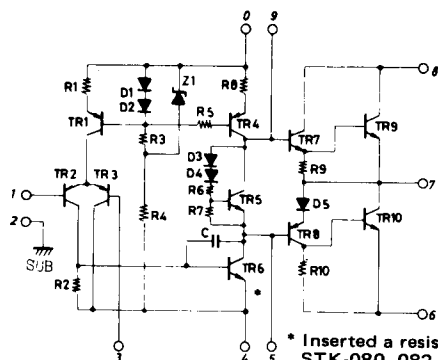 0 9
8
R1 D1 Z1 R8
D2
TR1 R5 TR4
R3
TR7 TR9
D3
D4 R9
TR2 TR3 R6 TR5 7
1 R4 R7 D5
2 TR8 TR10
C
SUB
R2 TR6 R10
*
6
3 4 5
* Inserted a resis
STK-080, 082